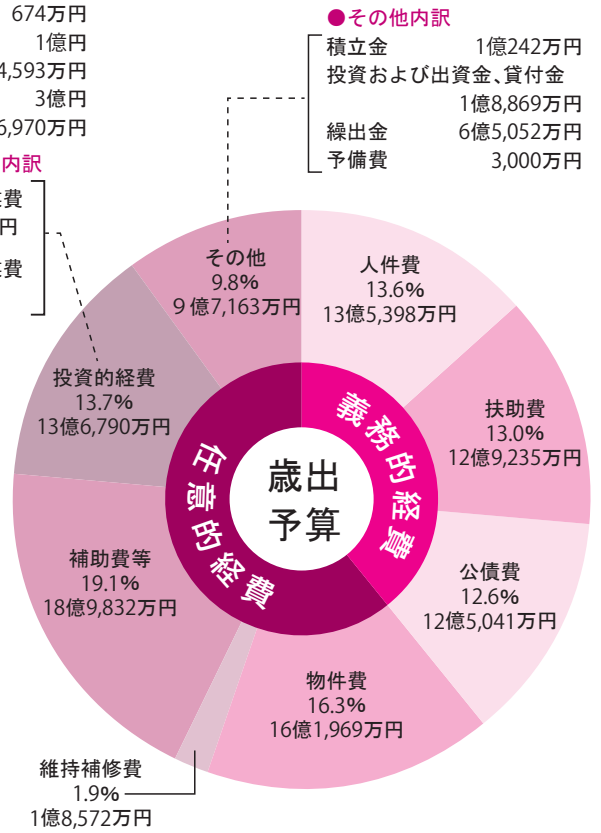 674万円
1億円
4,593万円
3億円
6,970万円
内訳
費
円
費
●その他内訳
積立金 1億242万円
投資および出資金、貸付金
1億8,869万円
繰出金 6億5,052万円
予備費 3,000万円
その他
9.8%
9億7,163万円
人件費
13.6%
13億5,398万円
投資的経費
13.7%
13億6,790万円
扶助費
13.0%
12億9,235万円
義務的経費
任意的経費
歳出
予算
補助費等
19.1%
18億9,832万円
公債費
12.6%
12億5,041万円
物件費
16.3%
16億1,969万円
維持補修費
1.9%
1億8,572万円